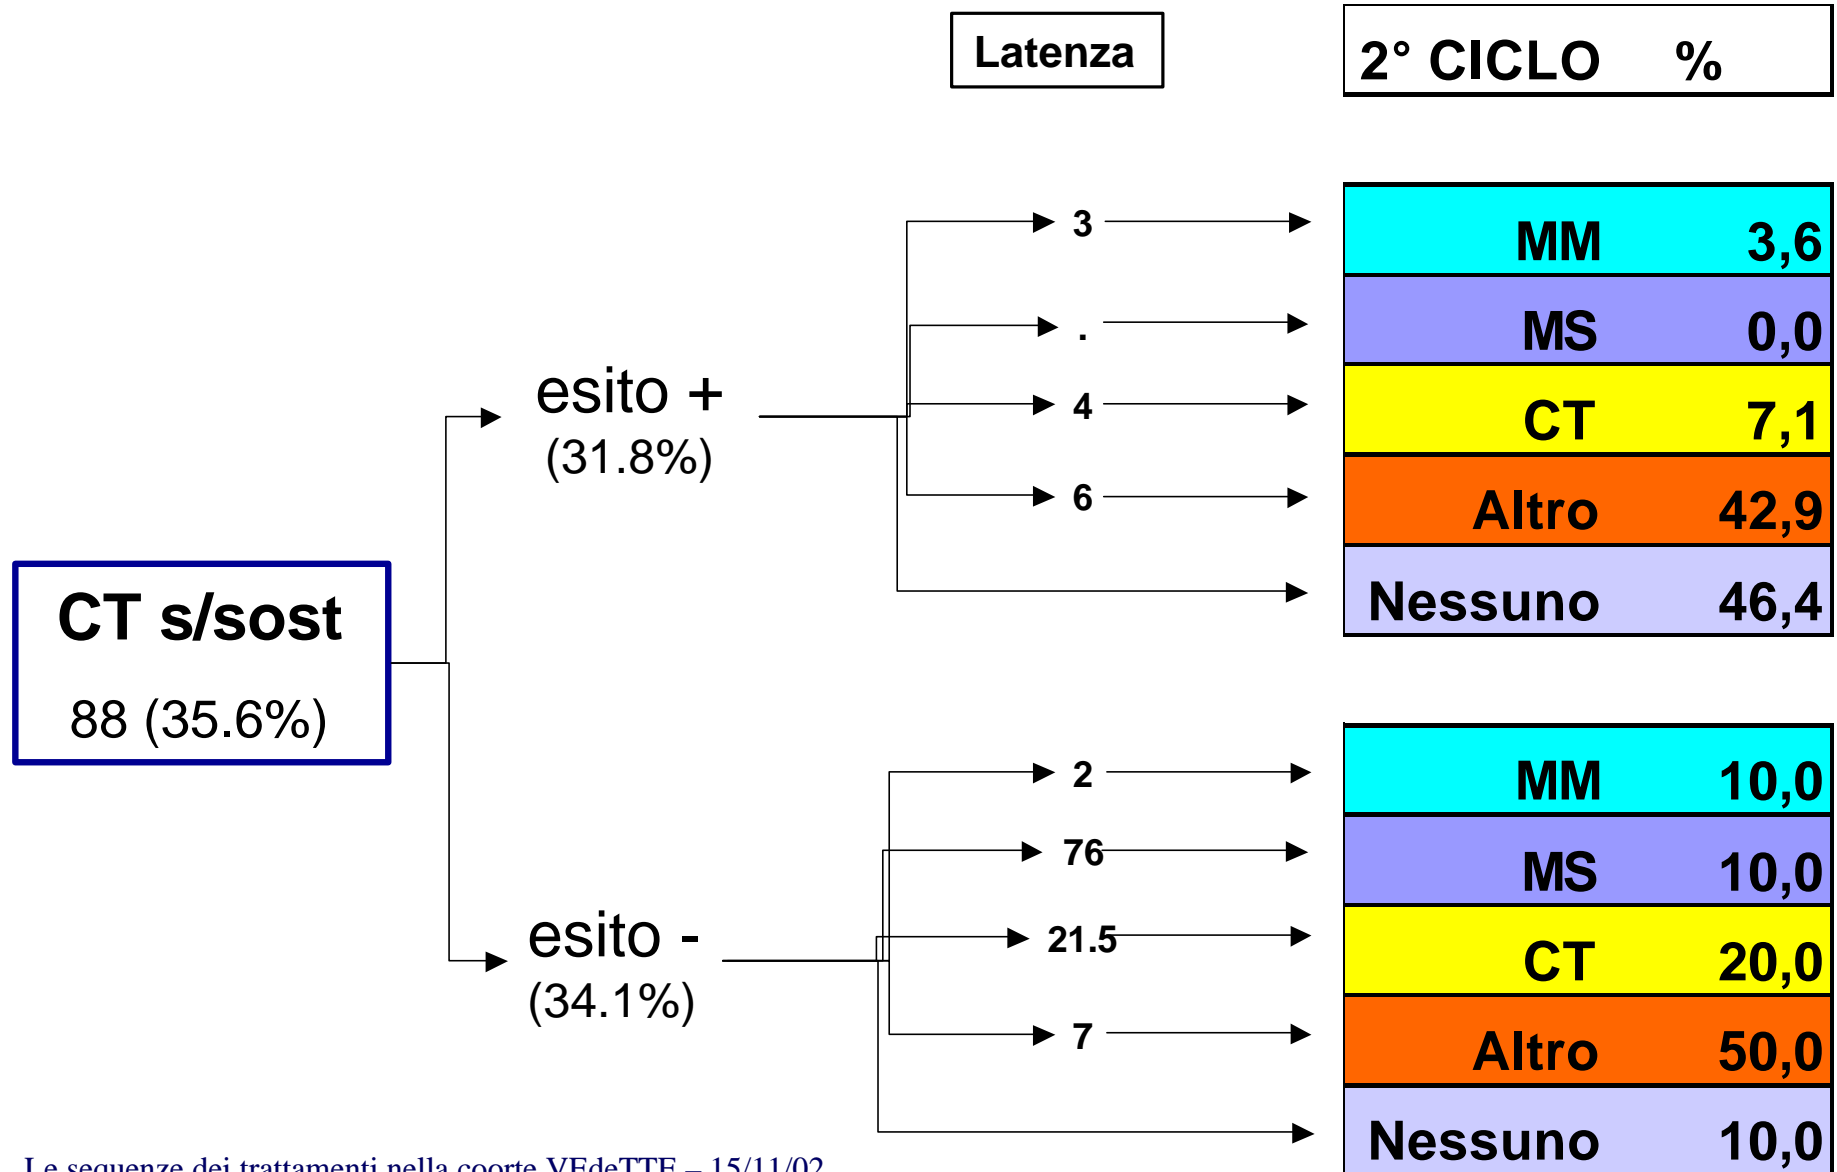 Latenza
2° CICLO %
3
MM 3,6
.
MS 0,0
esito +
(31.8%)
4
CT 7,1
6
Altro 42,9
Nessuno 46,4
CT s/sost
88 (35.6%)
2
MM 10,0
76
MS 10,0
esito -
(34.1%)
21.5
CT 20,0
7
Altro 50,0
Nessuno 10,0
Le sequenze dei trattamenti nella coorte VEdeTTE – 15/11/02